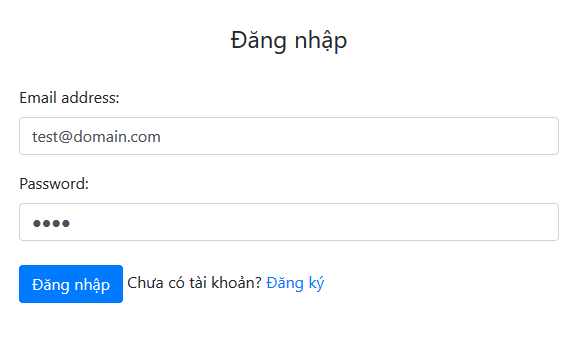 Đăng nhập
Email address:
test@domain.com
Password:
••••
Đăng nhập Chưa có tài khoản? Đăng ký